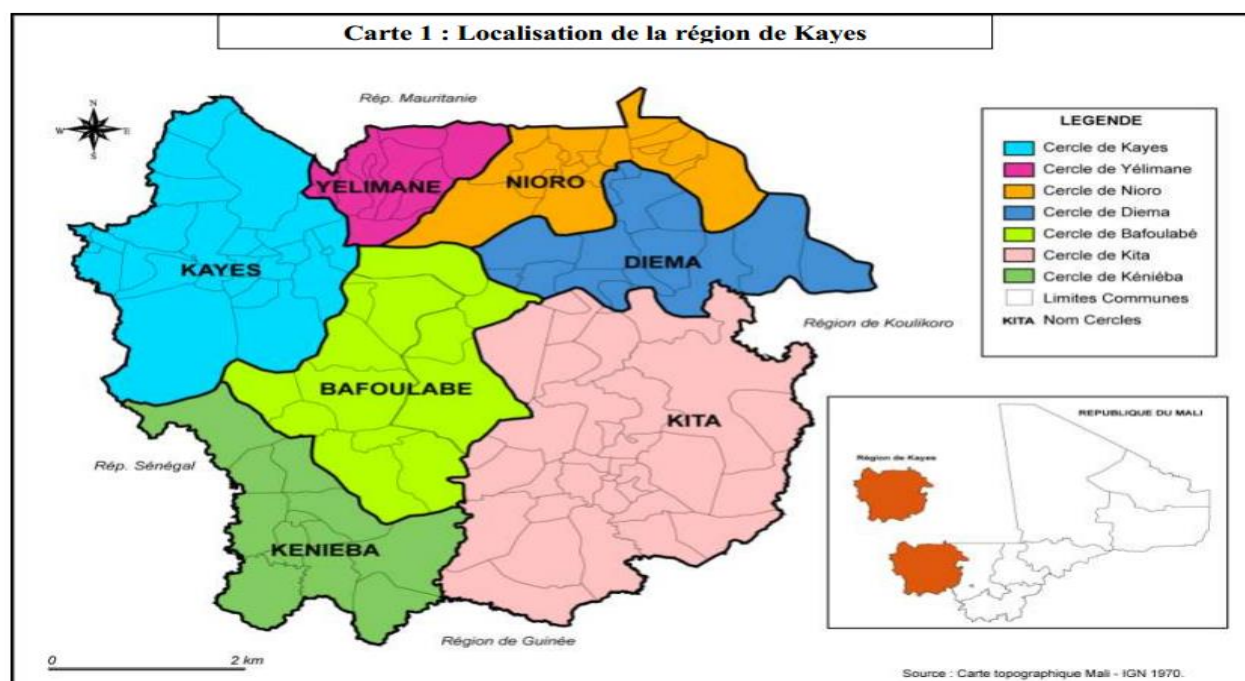 Carte 1 : Localisation de la région de Kayes
Rép. Mauritanie
N
W
E
S
YELIMANE
NIORO
KAYES
DIEMA
Région de Koulikoro
BAFOULABE
KITA
Rép. Sénégal
KENIEBA
Région de Guinée
0 2 km
LEGENDE
Cercle de Kayes
Cercle de Yélimane
Cercle de Nioro
Cercle de Diema
Cercle de Bafoulabé
Cercle de Kita
Cercle de Kéniéba
Limites Communes
KITA Nom Cercles
REPUBLIQUE DU MALI
Région de Kayes
Source : Carte topographique Mali - IGN 1970.